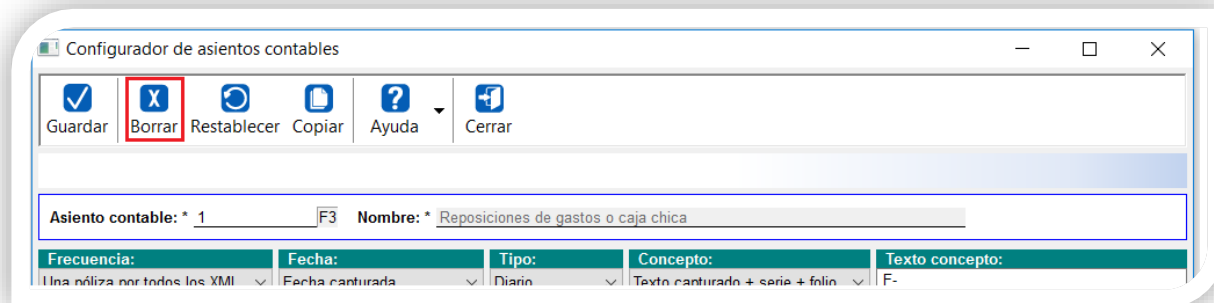 Configurador de asientos contables
Guardar Borrar Restablecer Copiar Ayuda Cerrar
Asiento contable: * 1 F3 Nombre: * Reposiciones de gastos o caja chica
Frecuencia: Fecha: Tipo: Concepto: Texto concepto:
Una póliza por todos los XML Fecha capturada Diario Texto capturado + serie + folio F-